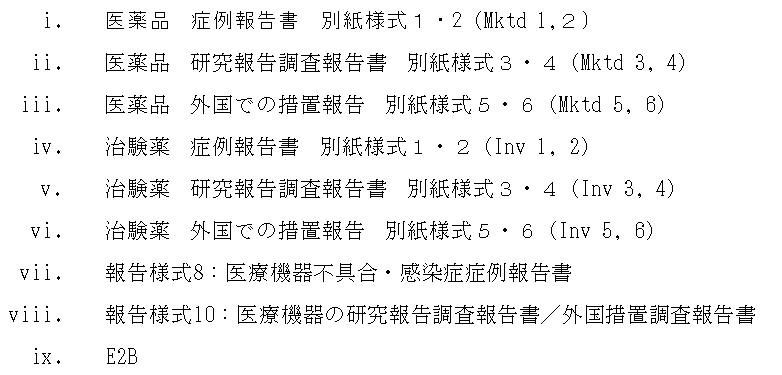 i. 医薬品 症例報告書 別紙様式１・2 (Mktd 1,２)
ii. 医薬品 研究報告調査報告書 別紙様式３・４ (Mktd 3, 4)
iii. 医薬品 外国での措置報告 別紙様式５・６ (Mktd 5, 6)
iv. 治験薬 症例報告書 別紙様式１・２ (Inv 1, 2)
v. 治験薬 研究報告調査報告書 別紙様式３・４ (Inv 3, 4)
vi. 治験薬 外国での措置報告 別紙様式５・６ (Inv 5, 6)
vii. 報告様式8：医療機器不具合・感染症症例報告書
viii. 報告様式10：医療機器の研究報告調査報告書／外国措置調査報告書
ix. E2B